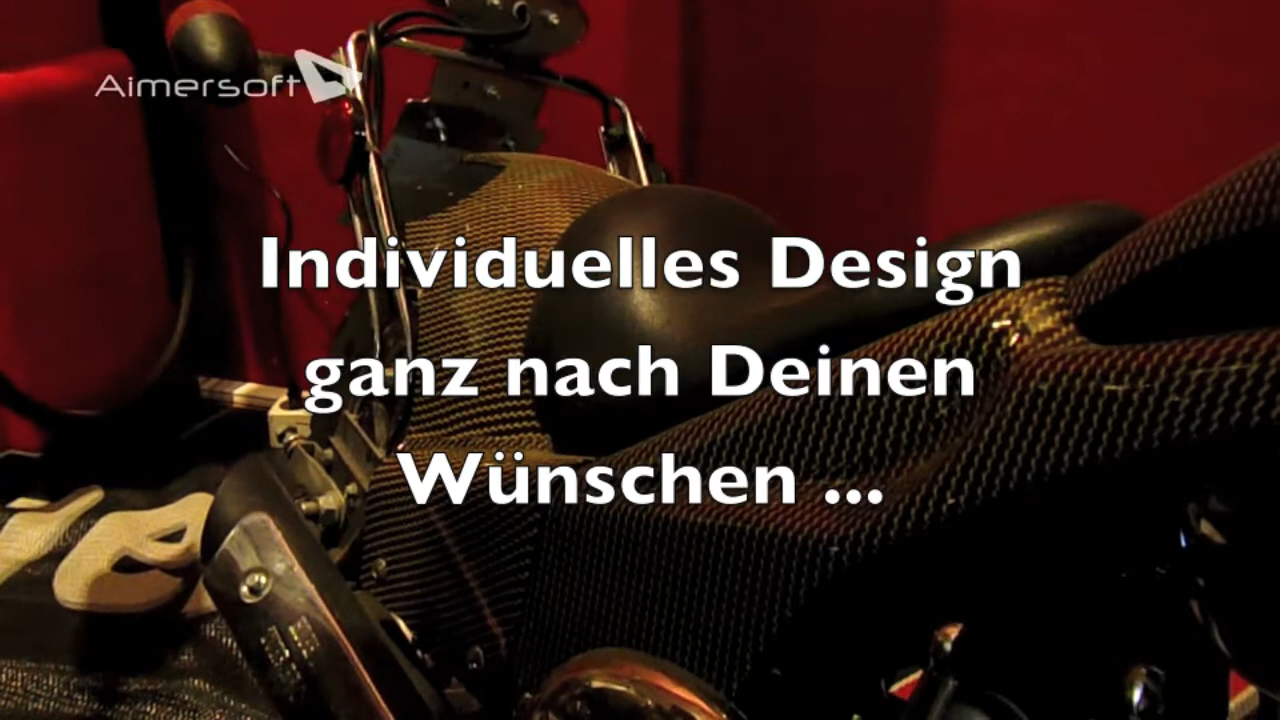 Aimersoft
Individuelles Design
ganz nach Deinen
Wünschen ...